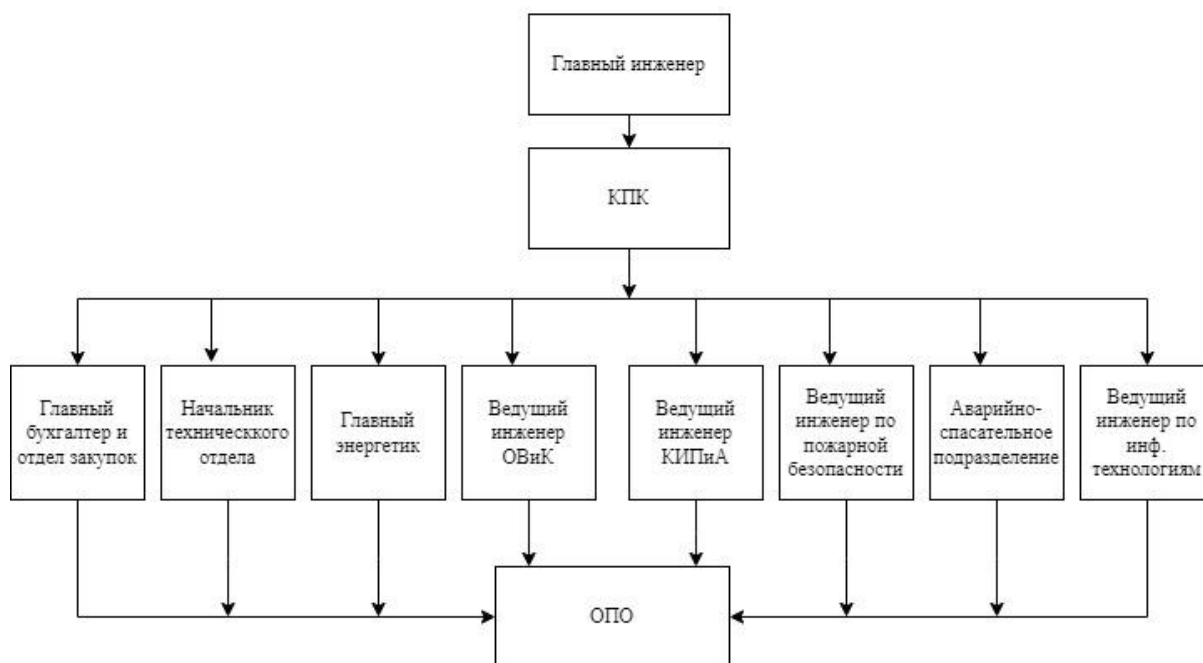 Главный инженер
КПК
Главный
бухгалтер и
отдел закупок
Начальник
техническкого
отдела
Главный
энергетик
Ведущий
инженер
ОВиК
Ведущий
инженер
КИПиА
Ведущий
инженер по
пожарной
безопасности
Аварийно-
спасательное
подразделение
Ведущий
инженер по
инф.
технологиям
ОПО